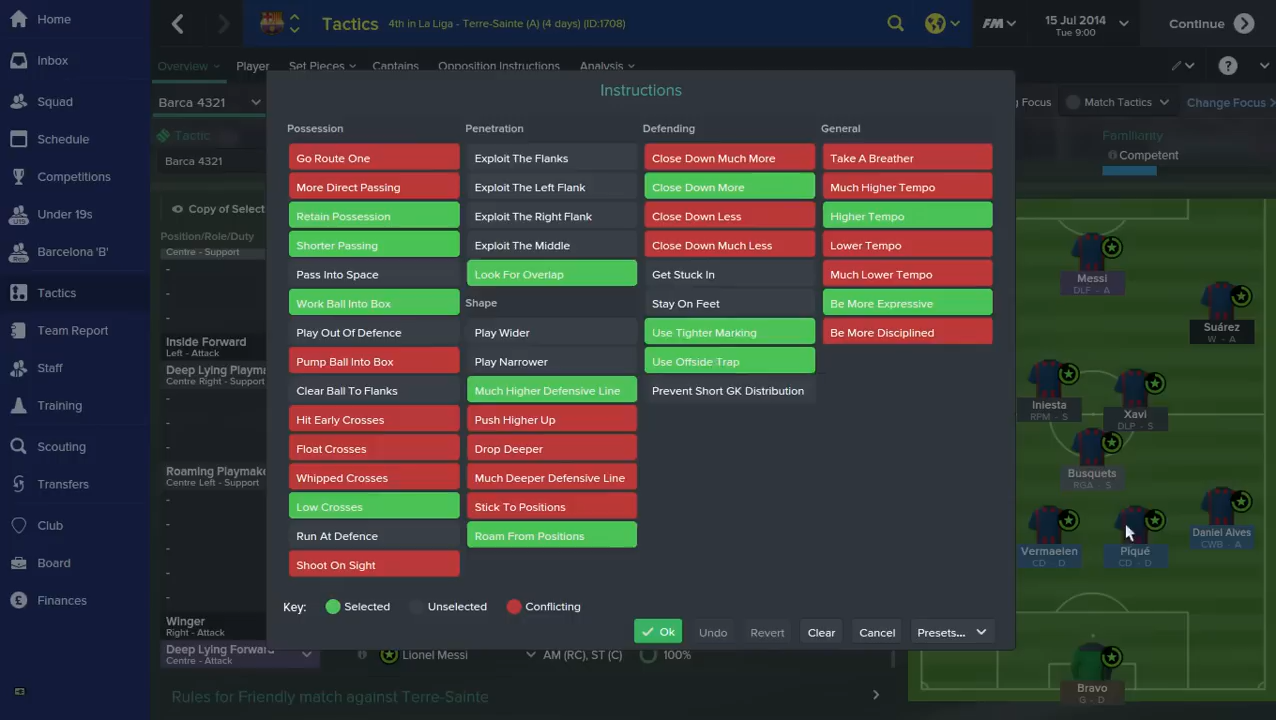 Home
Inbox
Squad
Schedule
Competitions
Under 19s
Barcelona 'B'
Tactics
Team Report
Staff
Training
Scouting
Transfers
Club
Board
Finances
Tactics 4th in La Liga - Terre-Sainte (A) (4 days) (ID:1708)
FM
15 Jul 2014
Tue 9:00
Continue
Overview Player Set Pieces Captains Opposition Instructions Analysis
Barca 4321
g Focus Match Tactics Change Focus
Tactic
Barca 4321
Copy of Select
Position/Role/Duty
Centre - Support
Inside Forward
Left - Attack
Deep Lying Playma
Centre Right - Support
Roaming Playmake
Centre Left - Support
Winger
Right - Attack
Deep Lying Forward
Centre - Attack
Instructions
Possession
Go Route One
More Direct Passing
Retain Possession
Shorter Passing
Pass Into Space
Work Ball Into Box
Play Out Of Defence
Pump Ball Into Box
Clear Ball To Flanks
Hit Early Crosses
Float Crosses
Whipped Crosses
Low Crosses
Run At Defence
Shoot On Sight
Penetration
Exploit The Flanks
Exploit The Left Flank
Exploit The Right Flank
Exploit The Middle
Look For Overlap
Shape
Play Wider
Play Narrower
Much Higher Defensive Line
Push Higher Up
Drop Deeper
Much Deeper Defensive Line
Stick To Positions
Roam From Positions
Defending
Close Down Much More
Close Down More
Close Down Less
Close Down Much Less
Get Stuck In
Stay On Feet
Use Tighter Marking
Use Offside Trap
Prevent Short GK Distribution
General
Take A Breather
Much Higher Tempo
Higher Tempo
Lower Tempo
Much Lower Tempo
Be More Expressive
Be More Disciplined
Key: Selected Unselected Conflicting
Ok Undo Revert Clear Cancel Presets...
Lionel Messi AM (RC), ST (C) 100%
Rules for Friendly match against Terre-Sainte
Familiarity
Competent
Messi
DLF - A
Suárez
W - A
Iniesta
RPM - S
Xavi
DLP - S
Busquets
RGA - S
Vermaelen
CD - D
Piqué
CD - D
Daniel Alves
CWB - A
Bravo
G - D